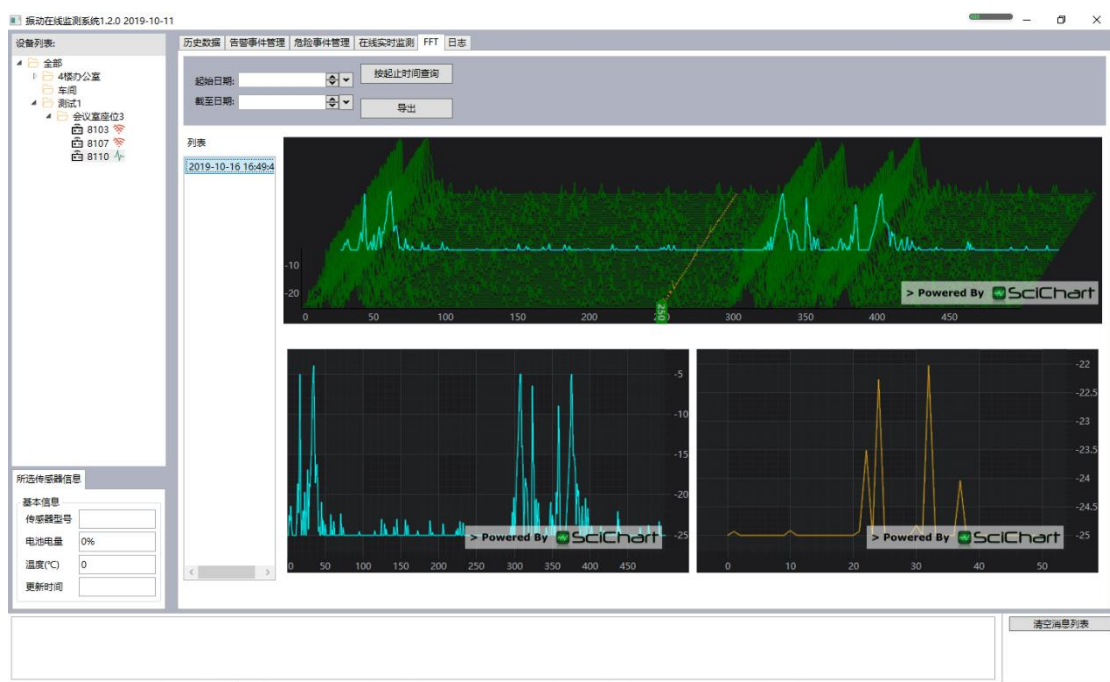 振动在线监测系统1.2.0 2019-10-11
设备列表:
全部
4楼办公室
车间
测试1
会议室座位3
8103
8107
8110
历史数据 告警事件管理 危险事件管理 在线实时监测 FFT 日志
起始日期: 按起止时间查询
截至日期: 导出
列表
2019-10-16 16:49:4
-10
-20
> Powered By SciChart
0 50 100 150 200 250 300 350 400 450
250
-5
-10
-15
-20
-25
> Powered By SciChart
0 50 100 150 200 250 300 350 400 450
-22
-22.5
-23
-23.5
-24
-24.5
-25
> Powered By SciChart
0 10 20 30 40 50
所选传感器信息
基本信息
传感器型号
电池电量 0%
温度(℃) 0
更新时间
清空消息列表